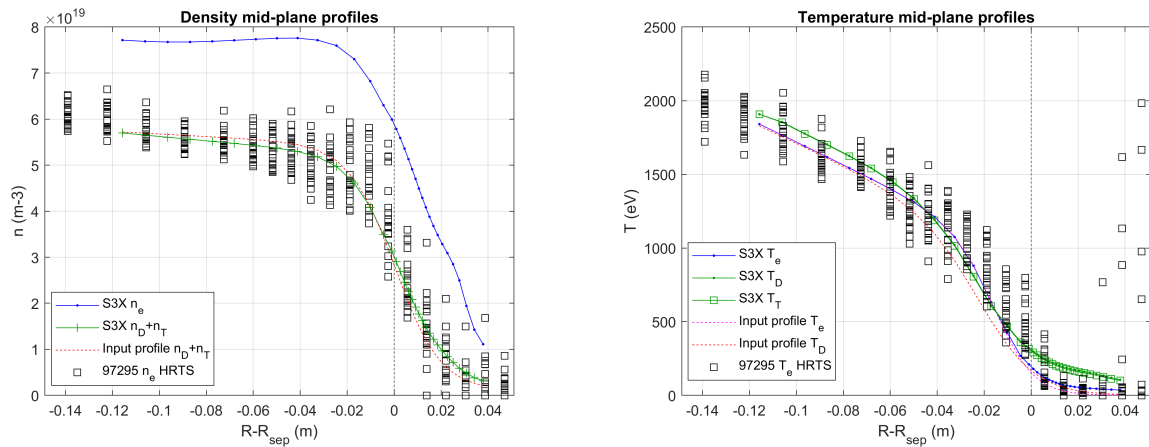 Density mid-plane profiles
×10^19
8
7
6
5
4
3
2
1
0
n (m-3)
S3X n_e
S3X n_D+n_T
Input profile n_D+n_T
97295 n_e HRTS
-0.14 -0.12 -0.1 -0.08 -0.06 -0.04 -0.02 0 0.02 0.04
R-R_sep (m)
Temperature mid-plane profiles
2500
2000
1500
1000
500
0
T (eV)
S3X T_e
S3X T_D
S3X T_T
Input profile T_e
Input profile T_D
97295 T_e HRTS
-0.14 -0.12 -0.1 -0.08 -0.06 -0.04 -0.02 0 0.02 0.04
R-R_sep (m)